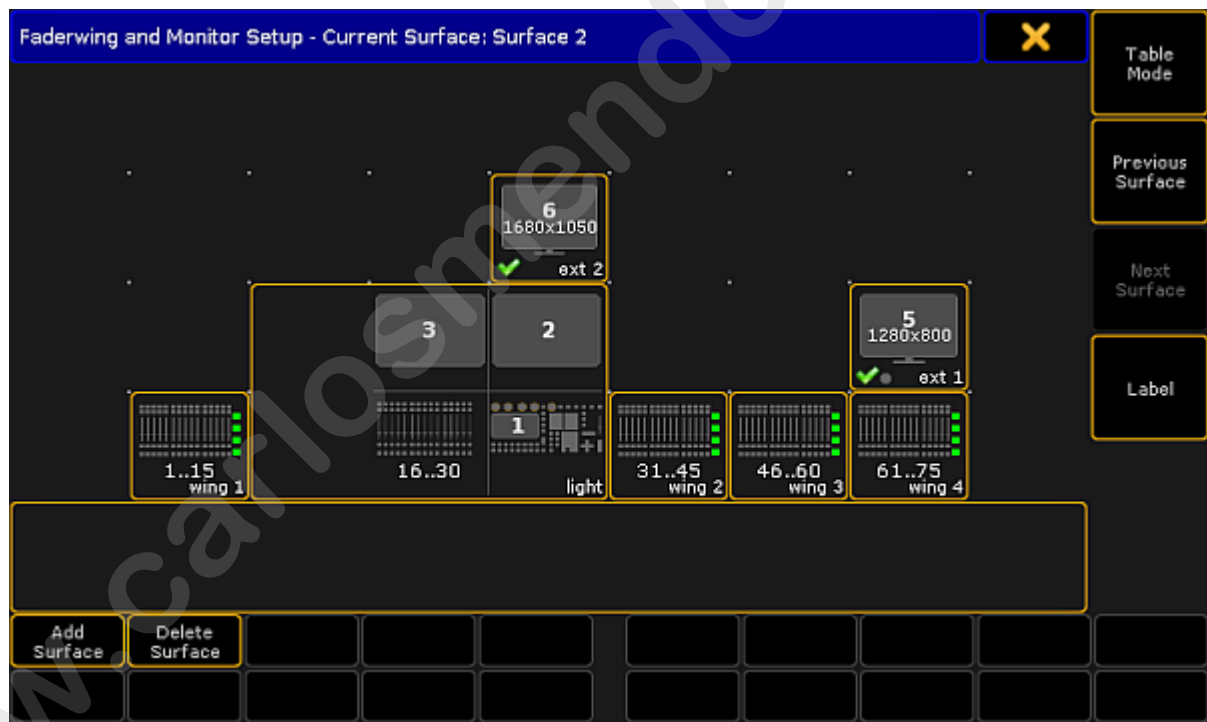 Faderwing and Monitor Setup - Current Surface: Surface 2
Table
Mode
Previous
Surface
Next
Surface
Label
6
1680x1050
ext 2
3
2
5
1280x800
ext 1
1
1..15
wing 1
16..30
light
31..45
wing 2
46..60
wing 3
61..75
wing 4
Add
Surface
Delete
Surface
w.carlosmendo